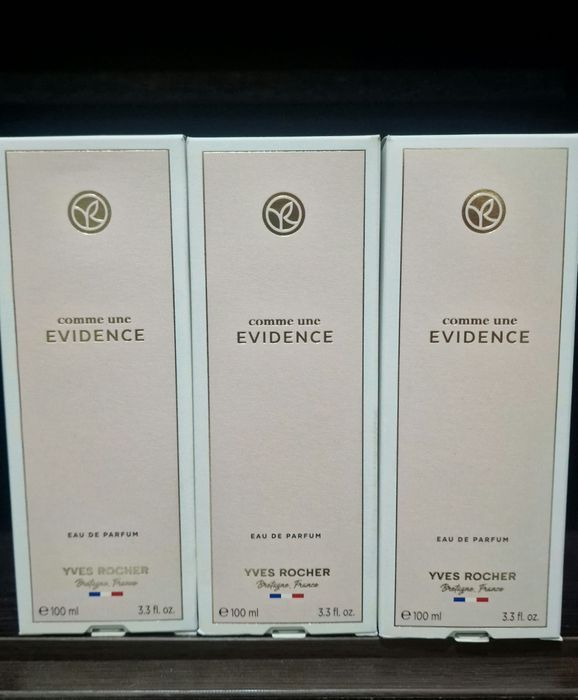 comme une
EVIDENCE
EAU DE PARFUM
YVES ROCHER
Bretagne, France
℮ 100 ml 3.3 fl. oz.
comme une
EVIDENCE
EAU DE PARFUM
YVES ROCHER
Bretagne, France
℮ 100 ml 3.3 fl. oz.
comme une
EVIDENCE
EAU DE PARFUM
YVES ROCHER
Bretagne, France
℮ 100 ml 3.3 fl. oz.